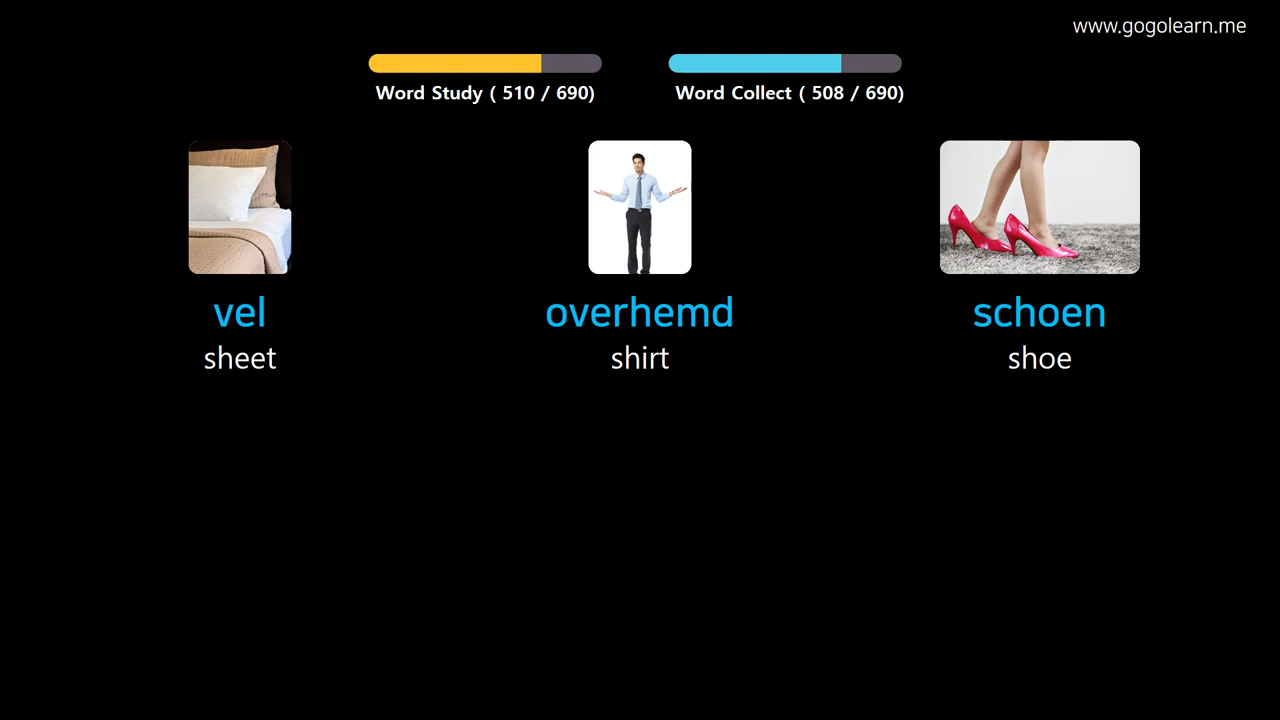 www.gogolearn.me
Word Study ( 510 / 690)
Word Collect ( 508 / 690)
vel
sheet
overhemd
shirt
schoen
shoe